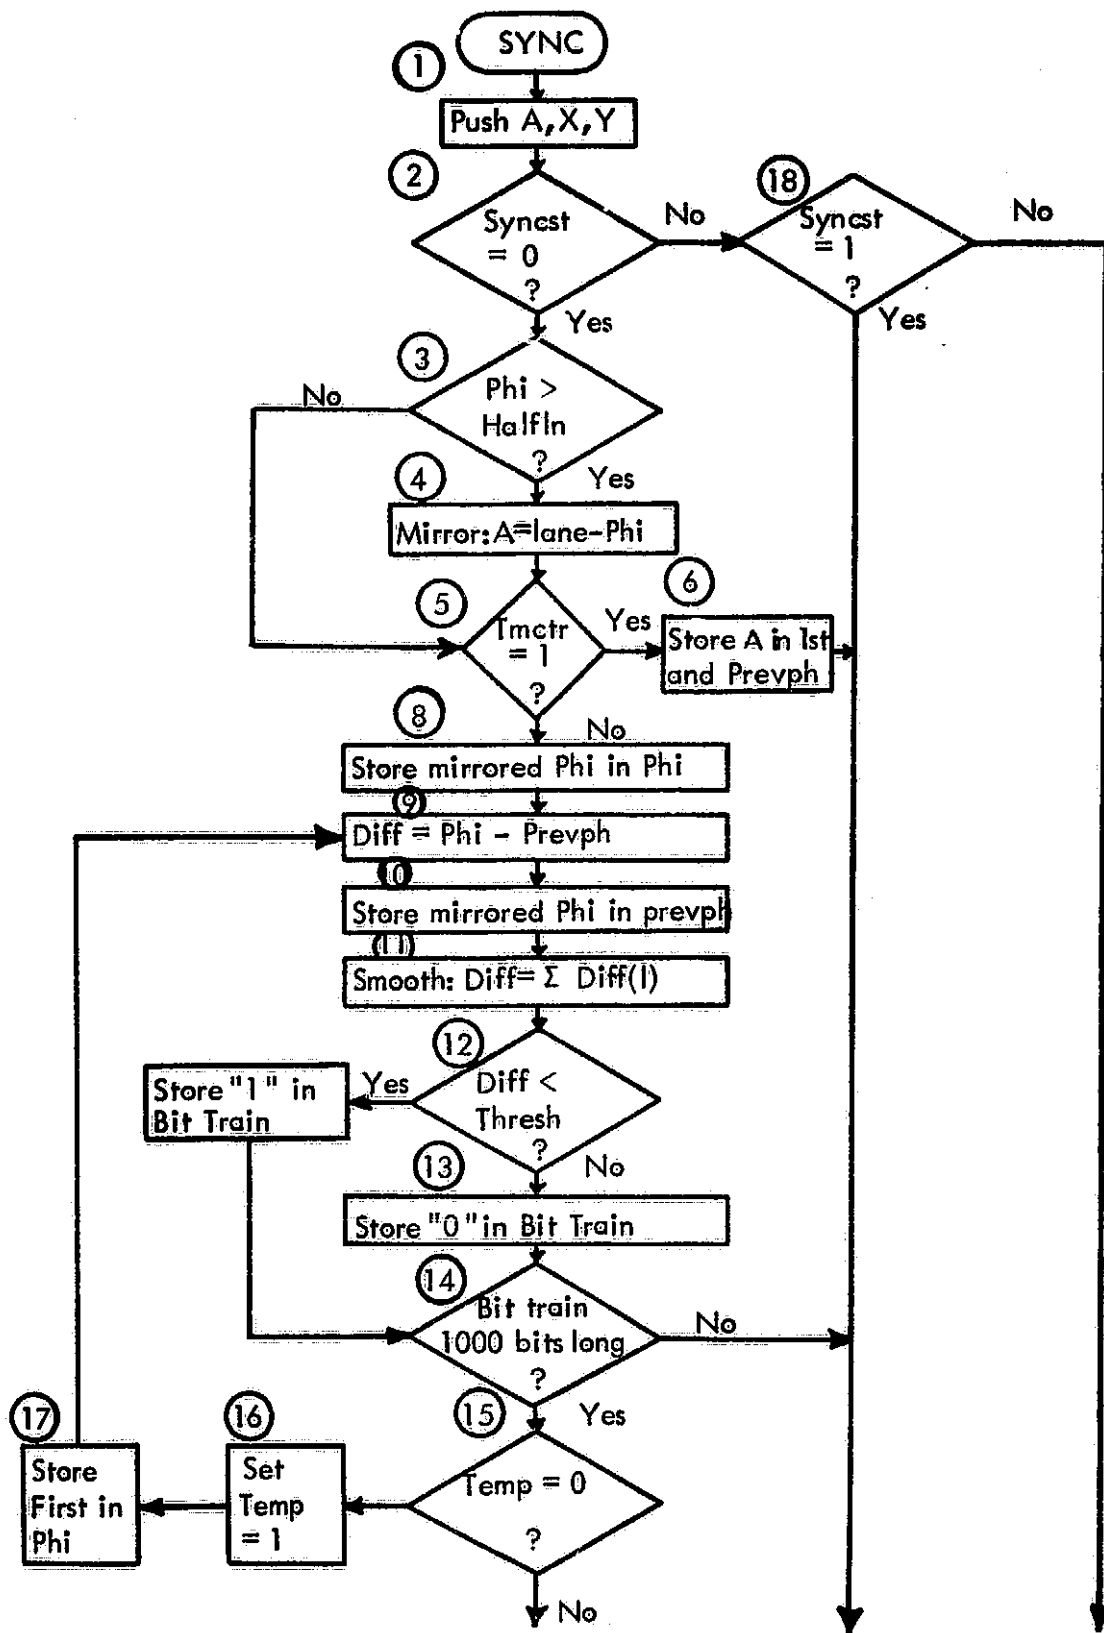 SYNC
1
Push A, X, Y
2
Syncst
= 0
?
No
18
Syncst
= 1
?
No
Yes
Yes
3
Phi >
Halfln
?
No
Yes
4
Mirror: A=lane-Phi
5
Tmctr
= 1
?
Yes
6
Store A in 1st
and Prevph
No
8
Store mirrored Phi in Phi
9
Diff = Phi - Prevph
10
Store mirrored Phi in prevph
11
Smooth: Diff= Σ Diff(I)
12
Diff <
Thresh
?
Yes
Store "1" in
Bit Train
No
13
Store "0" in Bit Train
14
Bit train
1000 bits long
?
No
Yes
15
Temp = 0
?
16
Set
Temp
= 1
17
Store
First in
Phi
No